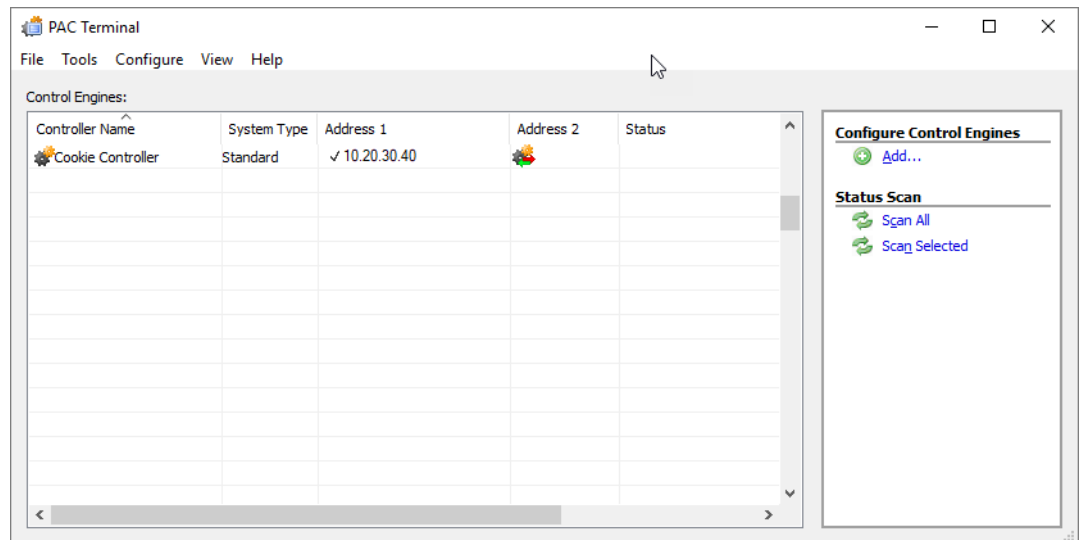 PAC Terminal
File Tools Configure View Help
Control Engines:
Controller Name System Type Address 1 Address 2 Status
Cookie Controller Standard ✓ 10.20.30.40
Configure Control Engines
Add...
Status Scan
Scan All
Scan Selected